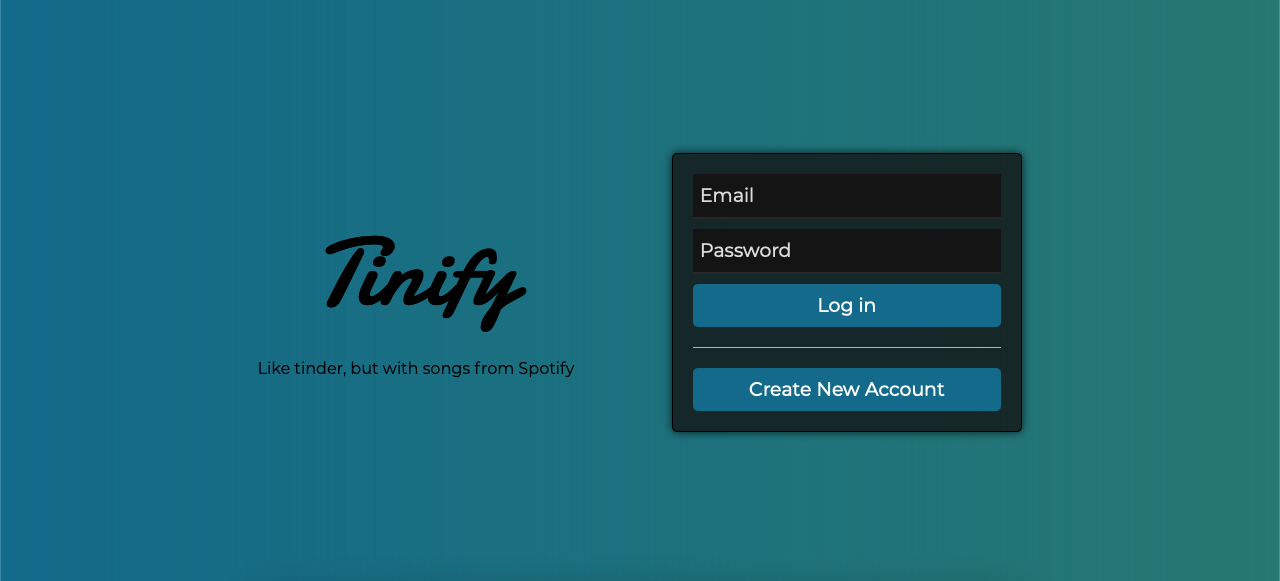 Tinify
Like tinder, but with songs from Spotify
Email
Password
Log in
Create New Account